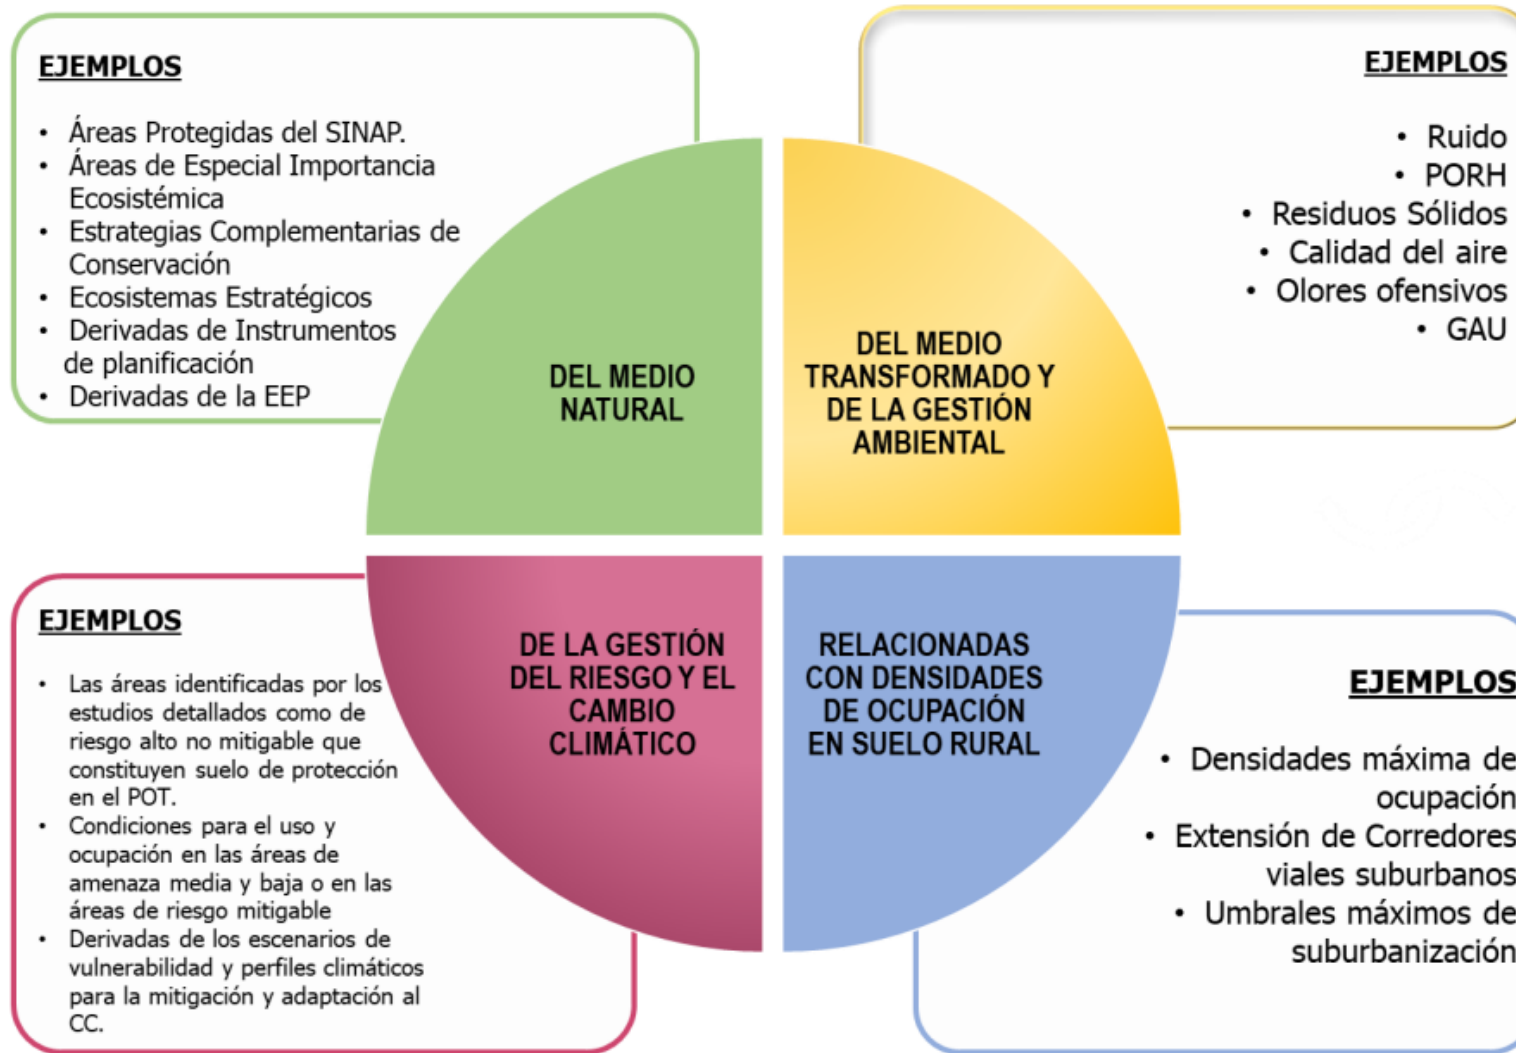 EJEMPLOS
• Áreas Protegidas del SINAP.
• Áreas de Especial Importancia
Ecosistémica
• Estrategias Complementarias de
Conservación
• Ecosistemas Estratégicos
• Derivadas de Instrumentos
de planificación
• Derivadas de la EEP
DEL MEDIO
NATURAL
EJEMPLOS
• Ruido
• PORH
• Residuos Sólidos
• Calidad del aire
• Olores ofensivos
• GAU
DEL MEDIO
TRANSFORMADO Y
DE LA GESTIÓN
AMBIENTAL
EJEMPLOS
• Las áreas identificadas por los
estudios detallados como de
riesgo alto no mitigable que
constituyen suelo de protección
en el POT.
• Condiciones para el uso y
ocupación en las áreas de
amenaza media y baja o en las
áreas de riesgo mitigable
• Derivadas de los escenarios de
vulnerabilidad y perfiles climáticos
para la mitigación y adaptación al
CC.
DE LA GESTIÓN
DEL RIESGO Y EL
CAMBIO
CLIMÁTICO
RELACIONADAS
CON DENSIDADES
DE OCUPACIÓN
EN SUELO RURAL
EJEMPLOS
• Densidades máxima de
ocupación
• Extensión de Corredores
viales suburbanos
• Umbrales máximos de
suburbanización